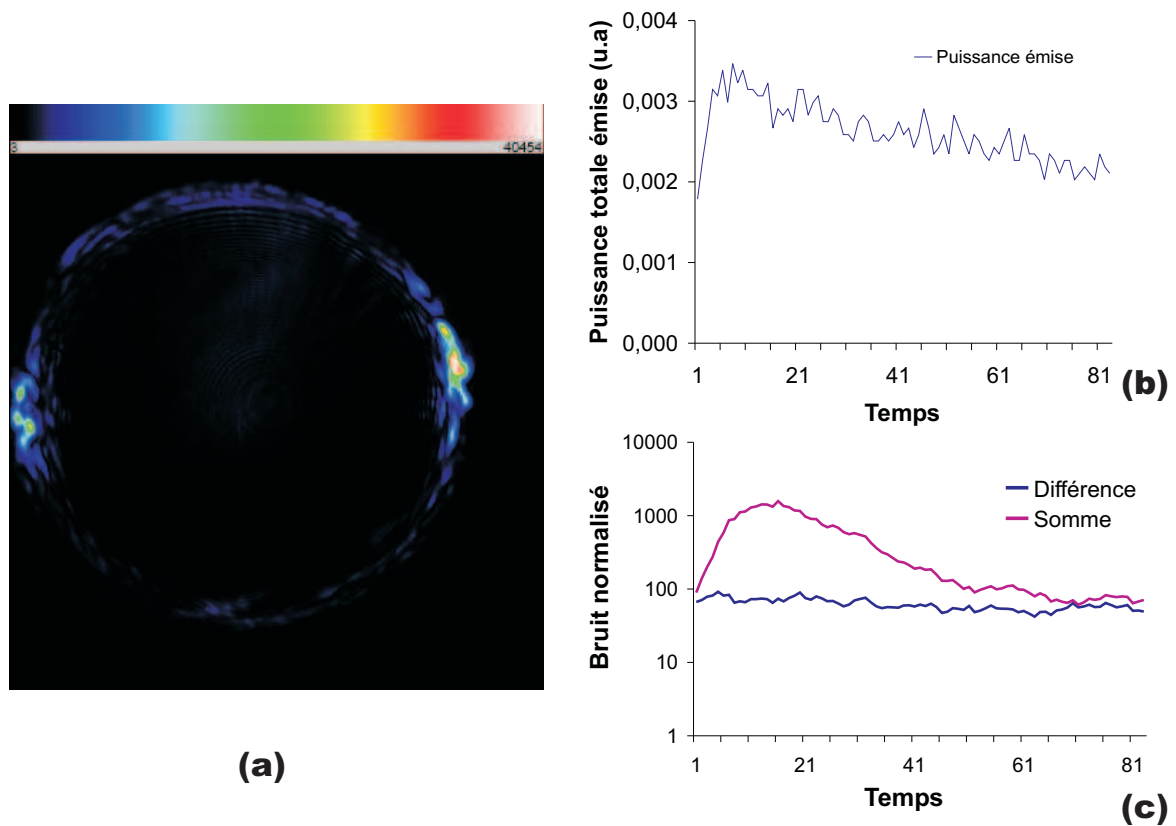 3 40454
(a)
Puissance totale émise (u.a)
0,004
0,003
0,002
0,001
0,000
Puissance émise
1 21 41 61 81
Temps
(b)
Bruit normalisé
10000
1000
100
10
1
Différence
Somme
1 21 41 61 81
Temps
(c)